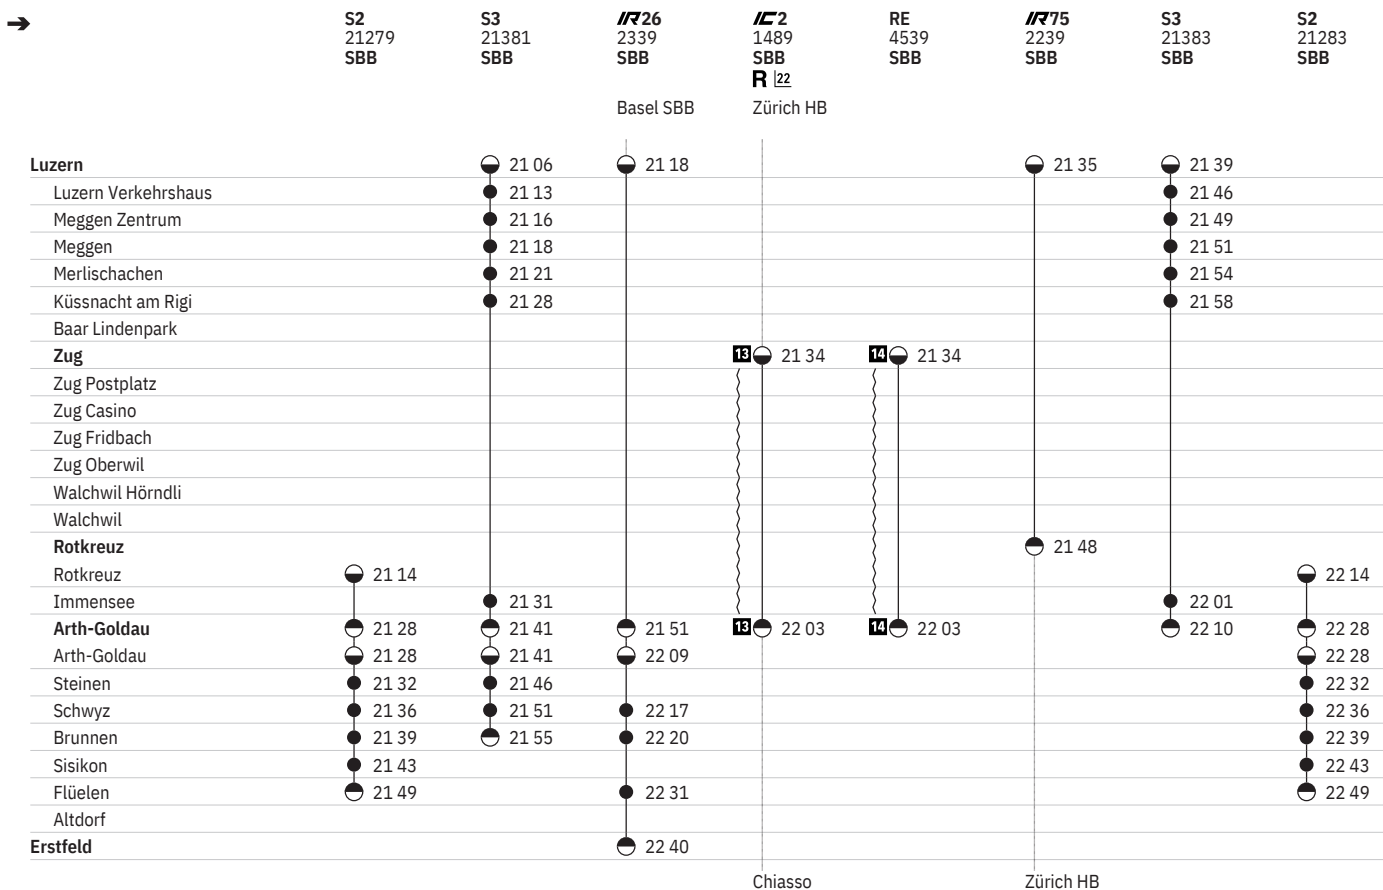 ➔ S2 S3 IR26 IC2 RE IR75 S3 S2
21279 21381 2339 1489 4539 2239 21383 21283
SBB SBB SBB SBB SBB SBB SBB SBB
R 22
Basel SBB Zürich HB
Luzern 21 06 21 18 21 35 21 39
Luzern Verkehrshaus 21 13 21 46
Meggen Zentrum 21 16 21 49
Meggen 21 18 21 51
Merlischachen 21 21 21 54
Küssnacht am Rigi 21 28 21 58
Baar Lindenpark
Zug 13 21 34 14 21 34
Zug Postplatz
Zug Casino
Zug Fridbach
Zug Oberwil
Walchwil Hörndli
Walchwil
Rotkreuz 21 48
Rotkreuz 21 14 22 14
Immensee 21 31 22 01
Arth-Goldau 21 28 21 41 21 51 13 22 03 14 22 03 22 10 22 28
Arth-Goldau 21 28 21 41 22 09 22 28
Steinen 21 32 21 46 22 32
Schwyz 21 36 21 51 22 17 22 36
Brunnen 21 39 21 55 22 20 22 39
Sisikon 21 43 22 43
Flüelen 21 49 22 31 22 49
Altdorf
Erstfeld 22 40
Chiasso Zürich HB